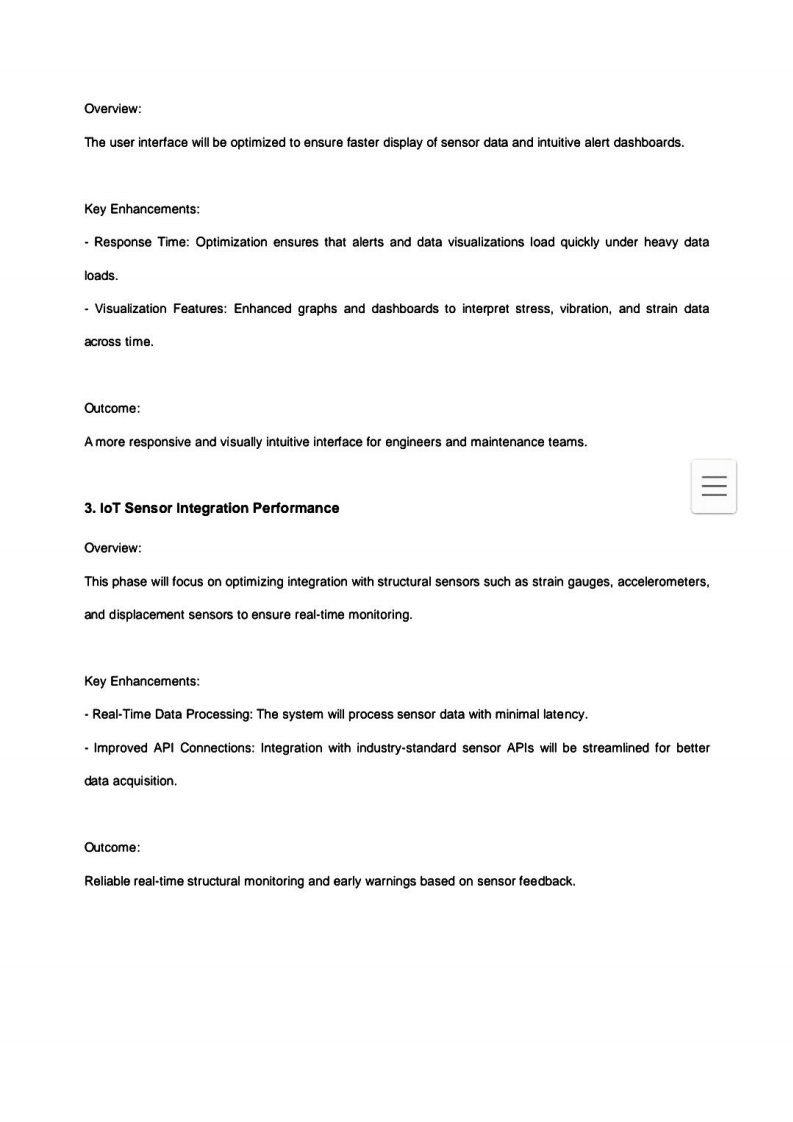 Overview:
The user interface will be optimized to ensure faster display of sensor data and intuitive alert dashboards.
Key Enhancements:
- Response Time: Optimization ensures that alerts and data visualizations load quickly under heavy data
loads.
- Visualization Features: Enhanced graphs and dashboards to interpret stress, vibration, and strain data
across time.
Outcome:
A more responsive and visually intuitive interface for engineers and maintenance teams.
3. IoT Sensor Integration Performance
Overview:
This phase will focus on optimizing integration with structural sensors such as strain gauges, accelerometers,
and displacement sensors to ensure real-time monitoring.
Key Enhancements:
- Real-Time Data Processing: The system will process sensor data with minimal latency.
- Improved API Connections: Integration with industry-standard sensor APIs will be streamlined for better
data acquisition.
Outcome:
Reliable real-time structural monitoring and early warnings based on sensor feedback.